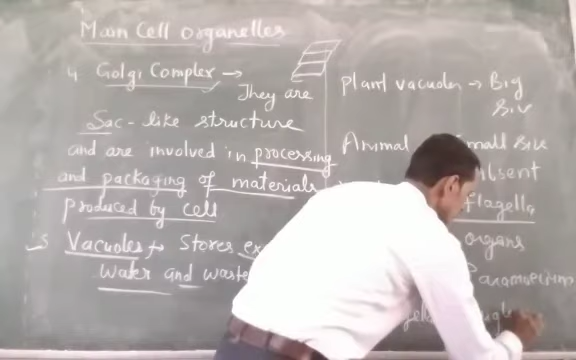 Main Cell Organelles
4. Golgi Complex → They are
Sac-like structure
and are involved in processing
and packaging of materials
produced by cell
5 Vacuoles → Stores
Water and waste
Plant vacuoles → Big
Size
Animal small size
absent
flagella
organs
Paramoecium